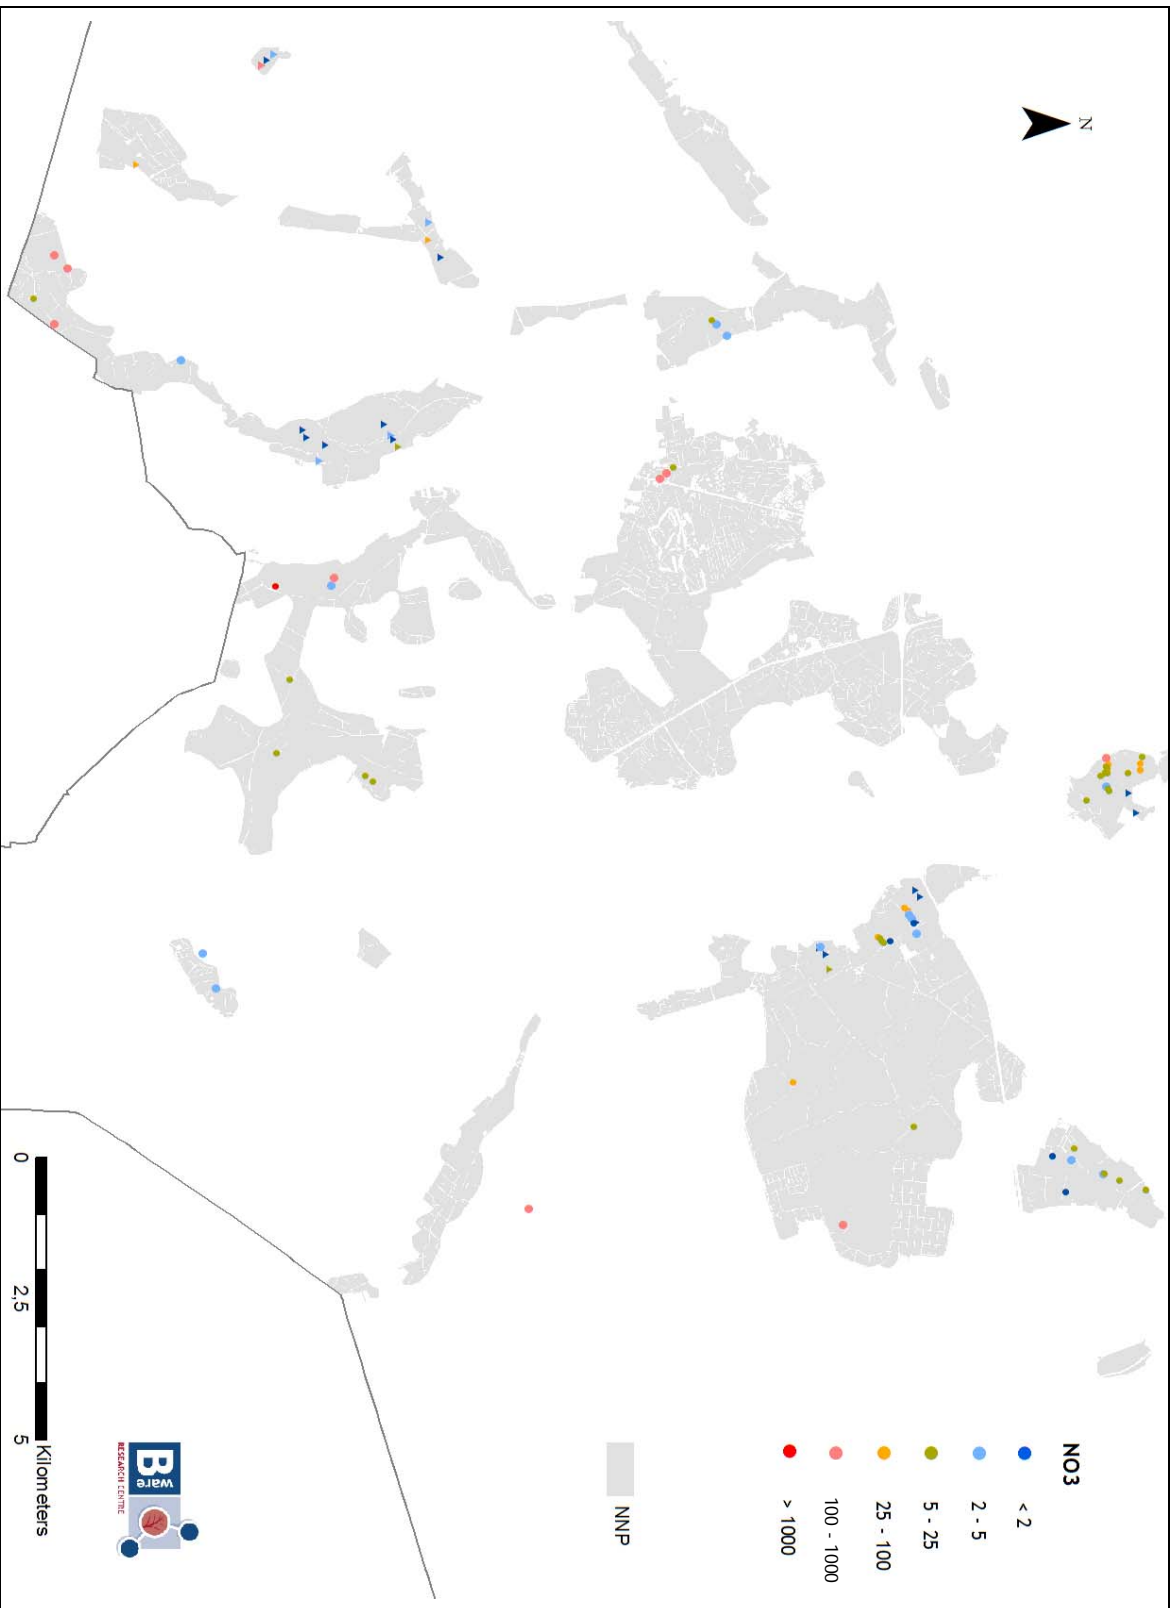 N
NO3
< 2
2 - 5
5 - 25
25 - 100
100 - 1000
> 1000
NNP
0
2,5
5
Kilometers
B
ware
RESEARCH CENTRE